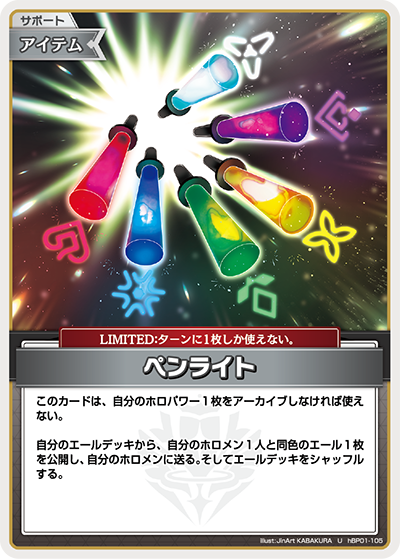 サポート
アイテム
LIMITED:ターンに1枚しか使えない。
ペンライト
このカードは、自分のホロパワー1枚をアーカイブしなければ使え
ない。
自分のエールデッキから、自分のホロメン1人と同色のエール1枚
を公開し、自分のホロメンに送る。そしてエールデッキをシャッフル
する。
Illust:JinArt KABAKURA U hBP01-105